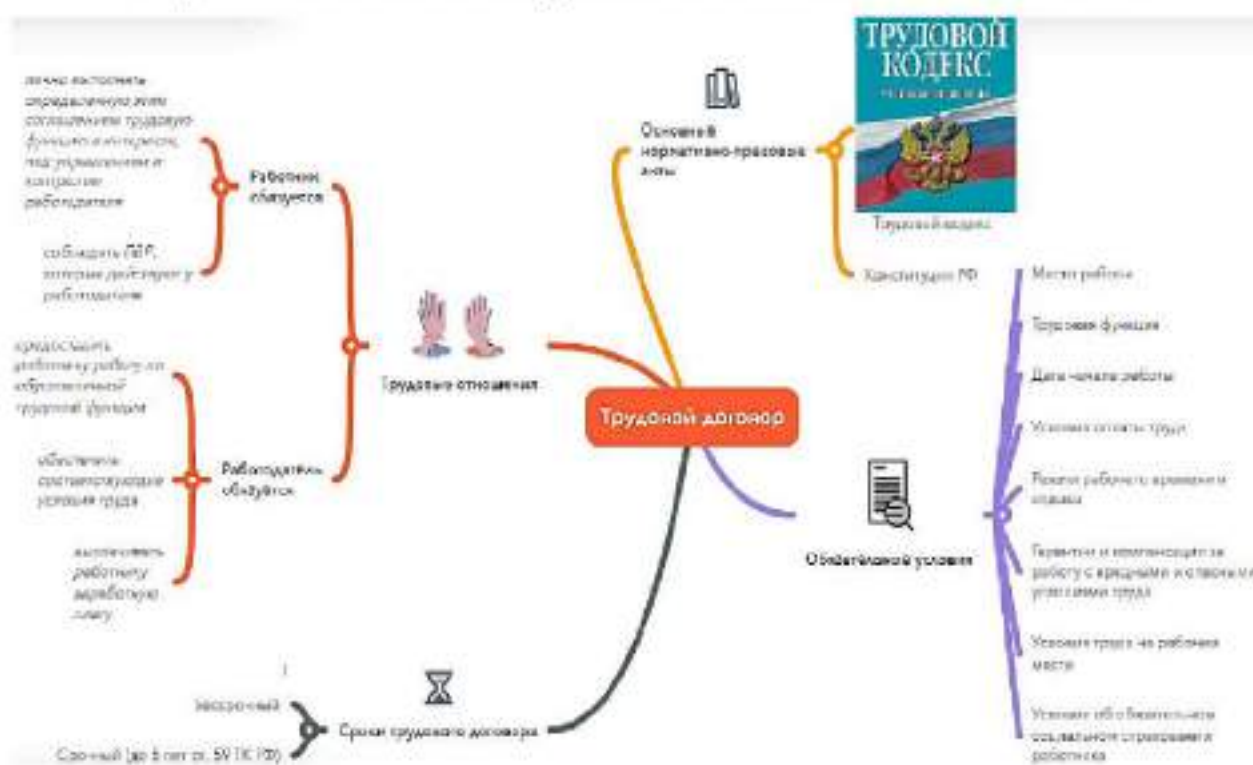 ТРУДОВОЙ
КОДЕКС
лично выполнять
определенную этим
соглашением трудовую
функцию в интересах,
под управлением и
контролем
работодателя
Работник
обязуется
соблюдать ПВТР,
которые действуют у
работодателя
Трудовые отношения
предоставить
работнику работу по
обусловленной
трудовой функции
обеспечить
соответствующие
условия труда
Работодатель
обязуется
выплачивать
работнику
заработную
плату
Трудовой договор
Основные
нормативно-правовые
акты
Трудовой кодекс
Конституция РФ
Место работы
Трудовая функция
Дата начала работы
Условия оплаты труда
Режим рабочего времени и
отдыха
Обязательные условия
Гарантии и компенсации за
работу с вредными и опасными
условиями труда
Условия труда на рабочем
месте
Условие об обязательном
социальном страховании
работника
Сроки трудового договора
Бессрочный
Срочный (до 5 лет ст. 59 ТК РФ)